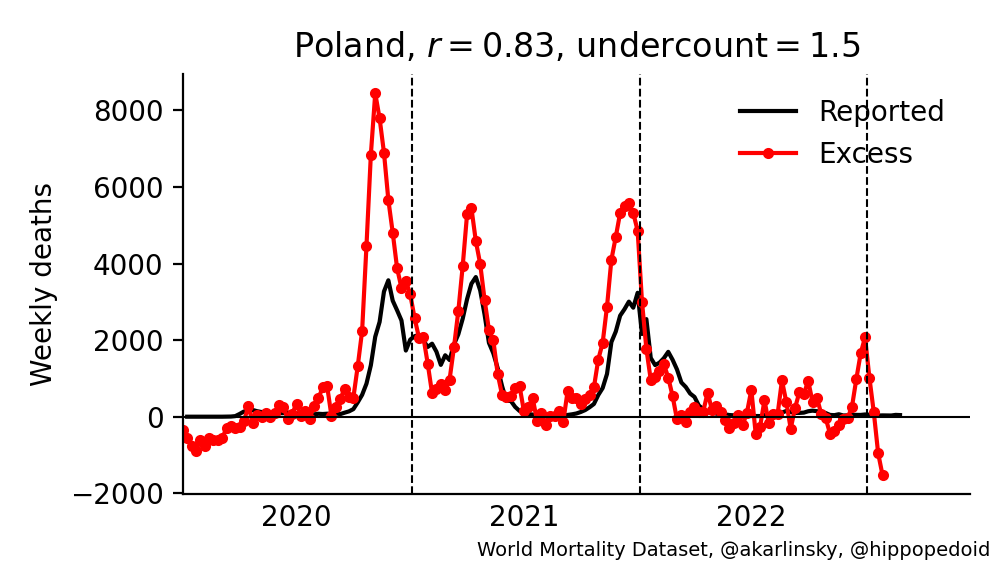 Poland, r = 0.83, undercount = 1.5
Reported
Excess
Weekly deaths
8000
6000
4000
2000
0
−2000
2020 2021 2022
World Mortality Dataset, @akarlinsky, @hippopedoid